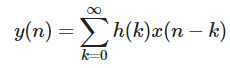 y(n) = ∑_{k=0}^{∞} h(k)x(n − k)